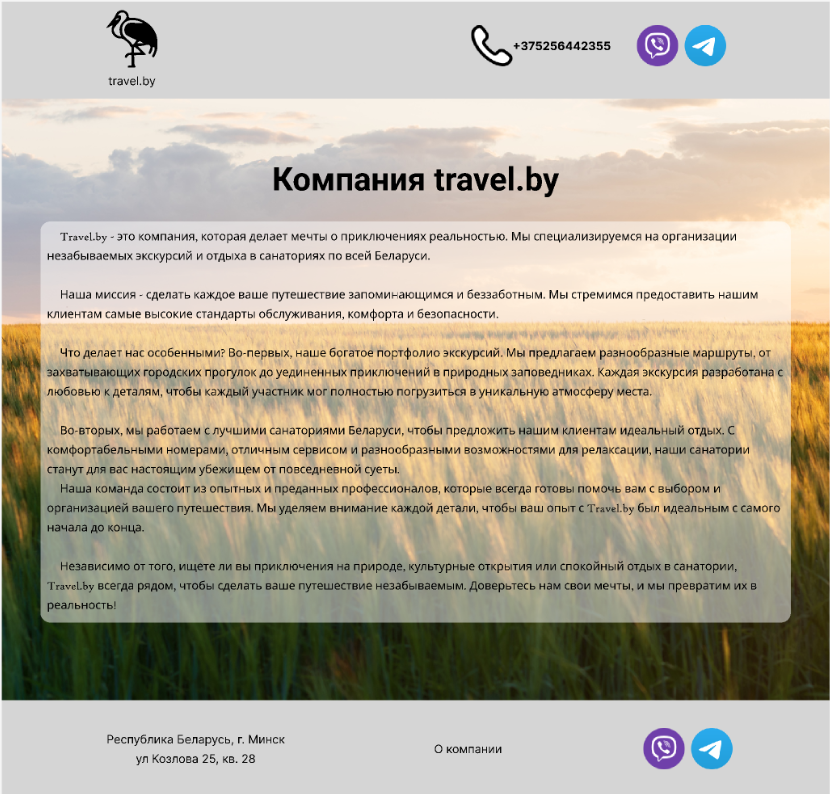 travel.by
+375256442355
Компания travel.by
Travel.by - это компания, которая делает мечты о приключениях реальностью. Мы специализируемся на организации
незабываемых экскурсий и отдыха в санаториях по всей Беларуси.
Наша миссия - сделать каждое ваше путешествие запоминающимся и беззаботным. Мы стремимся предоставить нашим
клиентам самые высокие стандарты обслуживания, комфорта и безопасности.
Что делает нас особенными? Во-первых, наше богатое портфолио экскурсий. Мы предлагаем разнообразные маршруты, от
захватывающих городских прогулок до уединенных приключений в природных заповедниках. Каждая экскурсия разработана с
любовью к деталям, чтобы каждый участник мог полностью погрузиться в уникальную атмосферу места.
Во-вторых, мы работаем с лучшими санаториями Беларуси, чтобы предложить нашим клиентам идеальный отдых. С
комфортабельными номерами, отличным сервисом и разнообразными возможностями для релаксации, наши санатории
станут для вас настоящим убежищем от повседневной суеты.
Наша команда состоит из опытных и преданных профессионалов, которые всегда готовы помочь вам с выбором и
организацией вашего путешествия. Мы уделяем внимание каждой детали, чтобы ваш опыт с Travel.by был идеальным с самого
начала до конца.
Независимо от того, ищете ли вы приключения на природе, культурные открытия или спокойный отдых в санатории,
Travel.by всегда рядом, чтобы сделать ваше путешествие незабываемым. Доверьтесь нам свои мечты, и мы превратим их в
реальность!
Республика Беларусь, г. Минск
ул Козлова 25, кв. 28
О компании